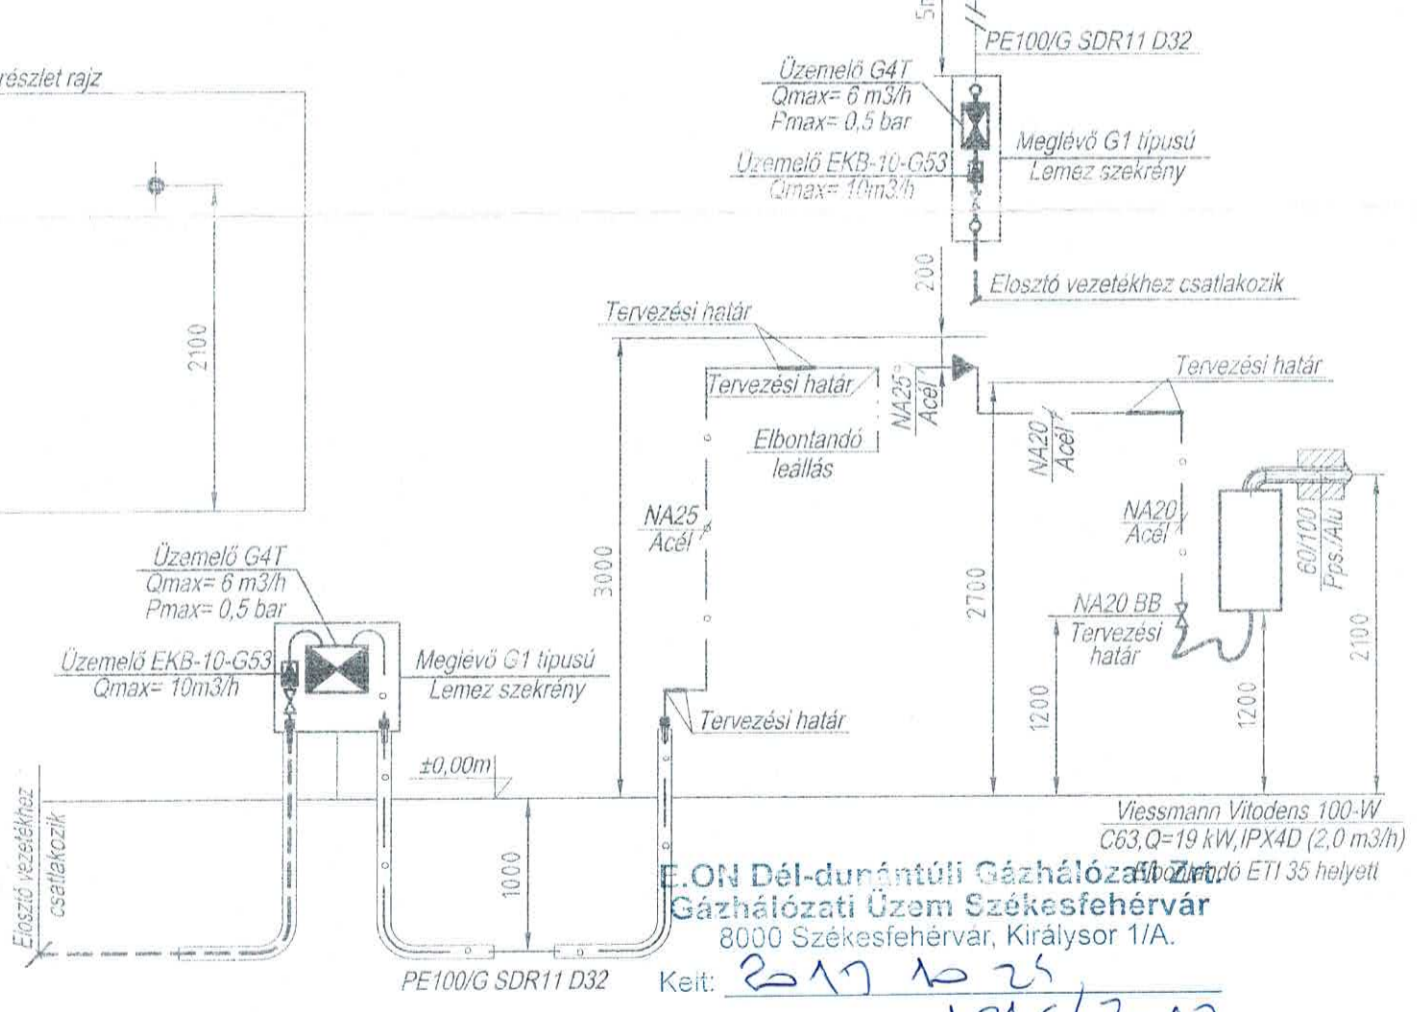 PE100/G SDR11 D32
részlet rajz
Üzemelő G4T
Qmax= 6 m3/h
Pmax= 0,5 bar
Üzemelő EKB-10-G53
Qmax= 10m3/h
Meglévő G1 típusú
Lemez szekrény
200
Elosztó vezetékhez csatlakozik
2100
Tervezési határ
Tervezési határ
NA25
Acél
Tervezési határ
Elbontandó
leállás
NA20
Acél
NA25
Acél
3000
2700
NA20
Acél
60/100
Pps./Alu
2100
NA20 BB
Tervezési
határ
1200
1200
Üzemelő G4T
Qmax= 6 m3/h
Pmax= 0,5 bar
Üzemelő EKB-10-G53
Qmax= 10m3/h
Meglévő G1 típusú
Lemez szekrény
Tervezési határ
±0,00m
Elosztó vezetékhez
csatlakozik
1000
PE100/G SDR11 D32
Viessmann Vitodens 100-W
C63,Q=19 kW,IPX4D (2,0 m3/h)
Elbontandó ETI 35 helyett
E.ON Dél-dunántúli Gázhálózati Zrt.
Gázhálózati Üzem Székesfehérvár
8000 Székesfehérvár, Királysor 1/A.
Kelt: